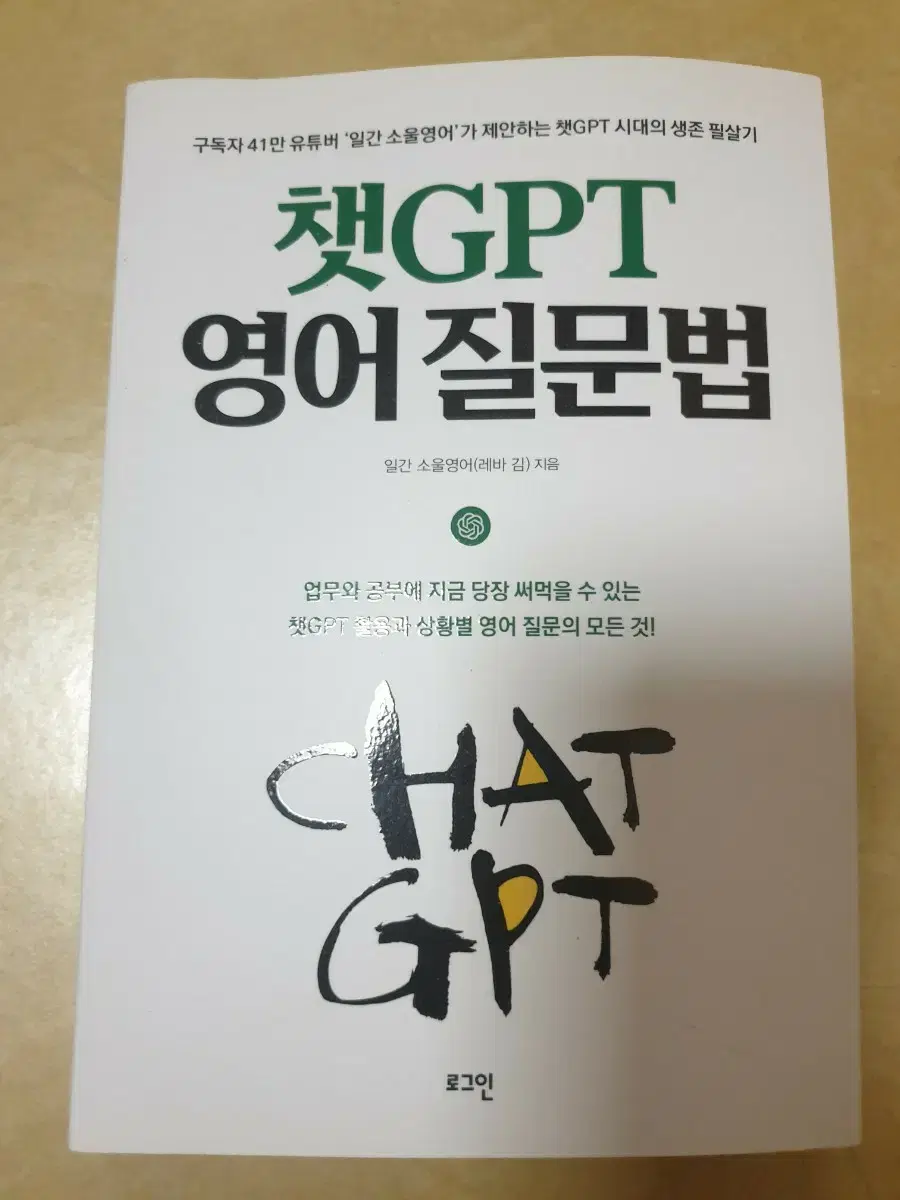 구독자 41만 유튜버 '일간 소울영어'가 제안하는 챗GPT 시대의 생존 필살기
챗GPT
영어 질문법
일간 소울영어(레바 김) 지음
업무와 공부에 지금 당장 써먹을 수 있는
챗GPT 활용과 상황별 영어 질문의 모든 것!
CHAT
GPT
로그인